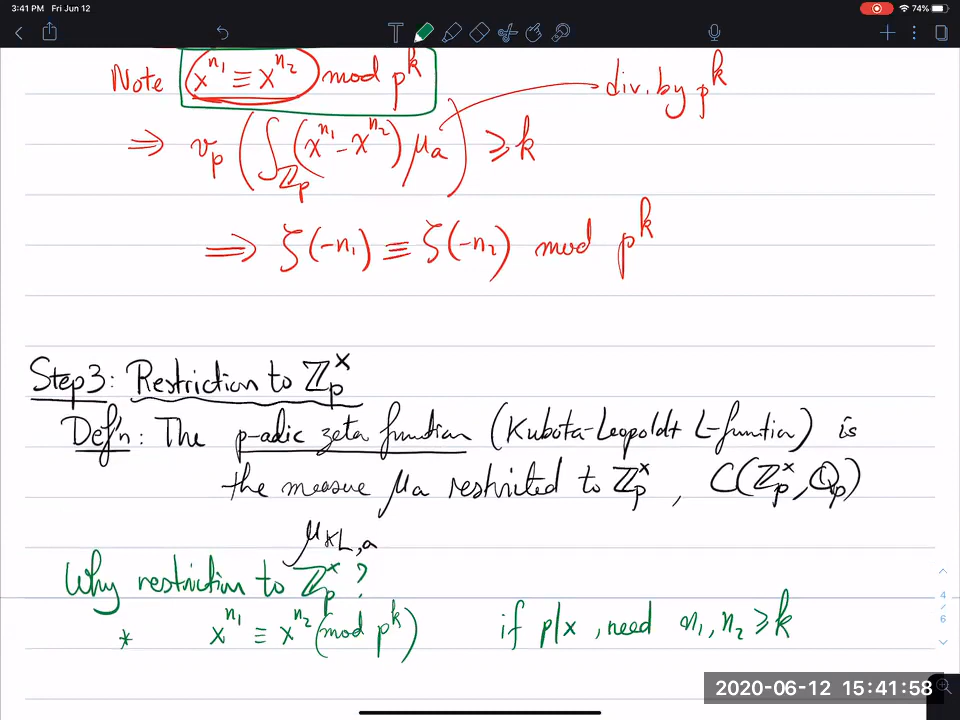 3:41 PM Fri Jun 12
74%
Note x^{n_1} ≡ x^{n_2} mod p^k
div. by p^k
⟹ v_p ( ∫_{ℤ_p} (x^{n_1} - x^{n_2}) μ_a ) ≥ k
⟹ ζ(-n_1) ≡ ζ(-n_2) mod p^k
Step 3: Restriction to ℤ_p^×
Def'n: The p-adic zeta function (Kubota-Leopoldt L-function) is
the measure μ_a restricted to ℤ_p^×, C(ℤ_p^×, ℚ_p)
μ_{KL,a}
Why restriction to ℤ_p^× ?
* x^{n_1} ≡ x^{n_2} (mod p^k) if p|x, need n_1, n_2 ≥ k
4
/
6
2020-06-12 15:41:58